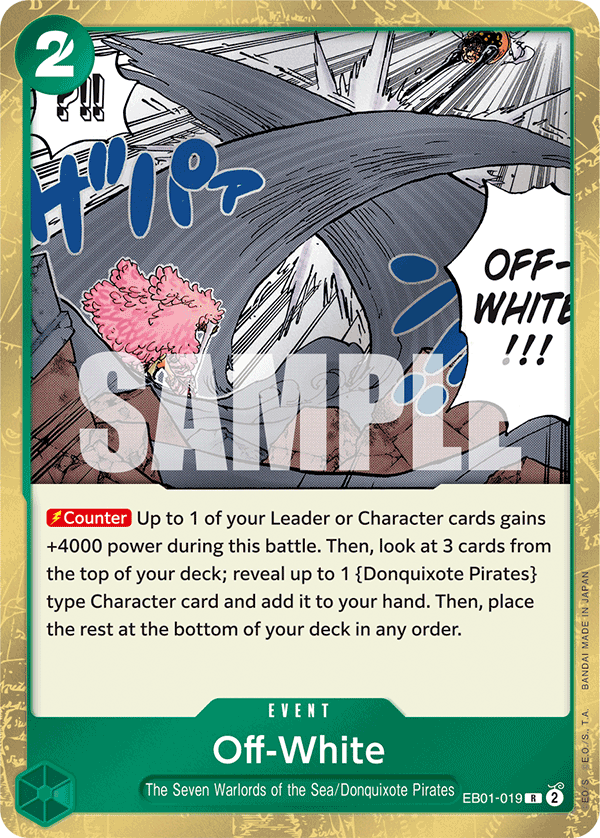 2
?!!
ザパァ
OFF-
WHITE
!!!
SAMPLE
Counter Up to 1 of your Leader or Character cards gains
+4000 power during this battle. Then, look at 3 cards from
the top of your deck; reveal up to 1 {Donquixote Pirates}
type Character card and add it to your hand. Then, place
the rest at the bottom of your deck in any order.
EVENT
Off-White
The Seven Warlords of the Sea/Donquixote Pirates
EB01-019 R 2
BANDAI MADE IN JAPAN